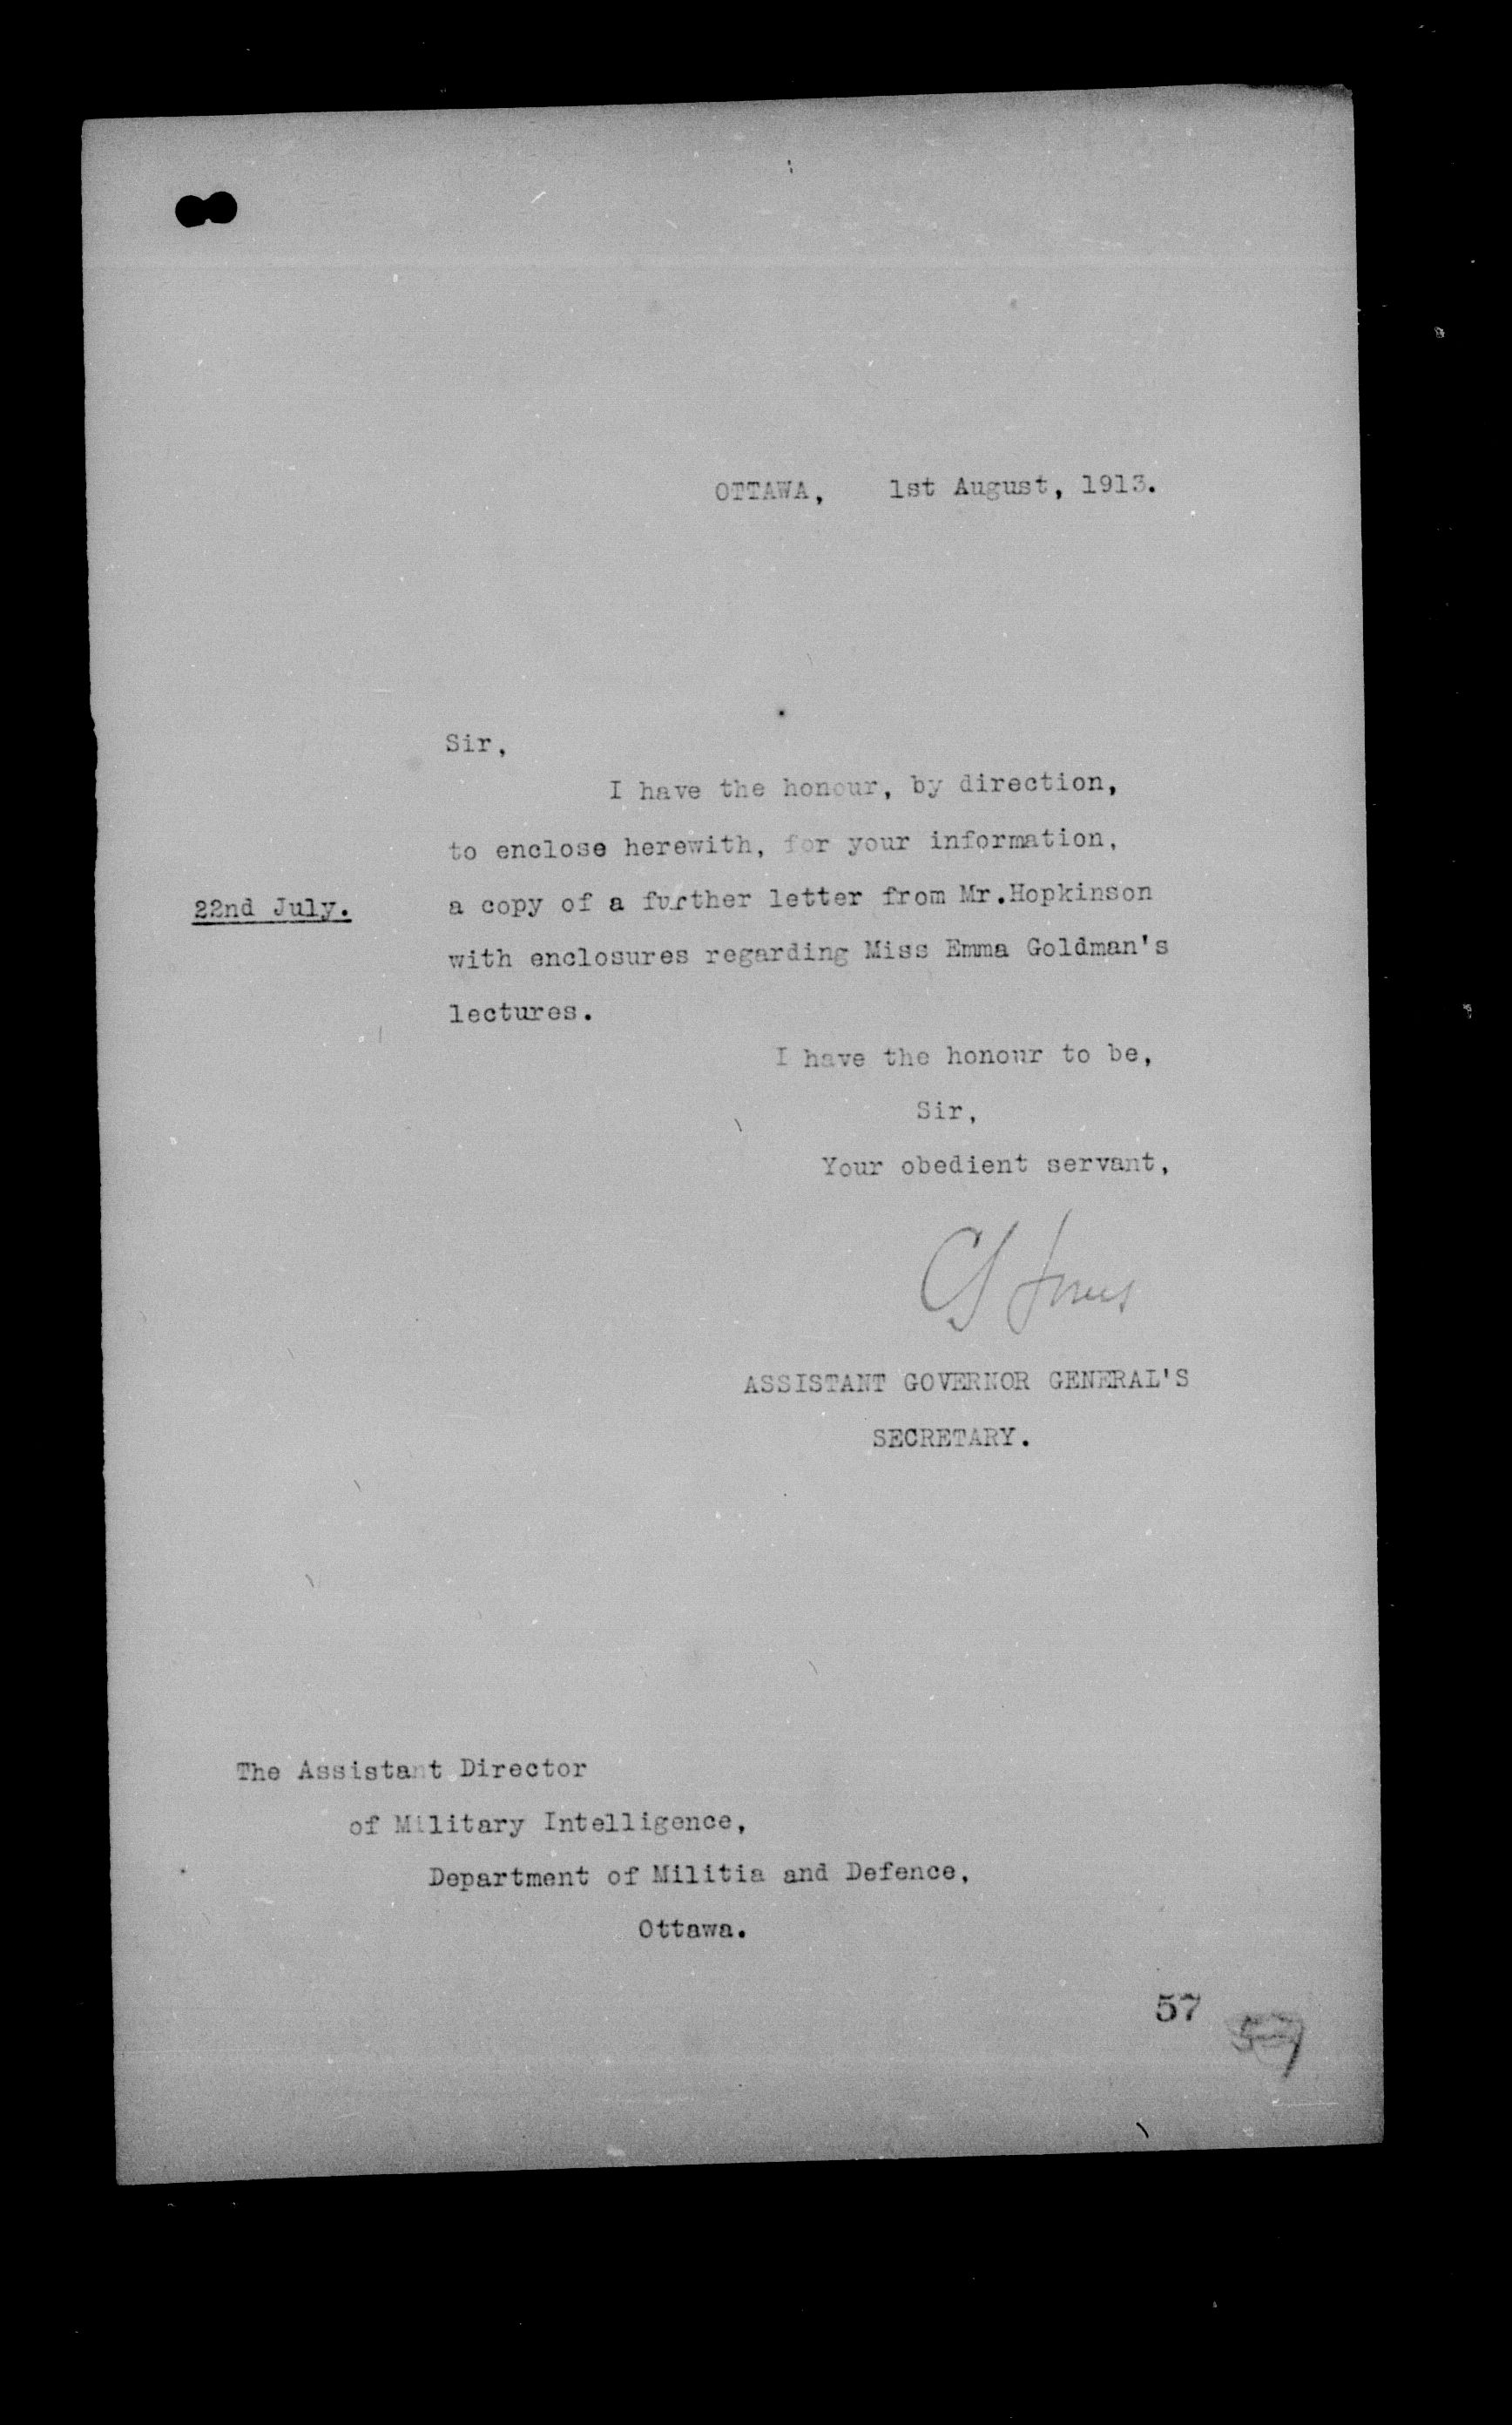 OTTAWA, 1st August, 1913.
Sir,
I have the honour, by direction,
to enclose herewith, for your information,
22nd July. a copy of a further letter from Mr.Hopkinson
with enclosures regarding Miss Emma Goldman's
lectures.
I have the honour to be,
Sir,
Your obedient servant,
C J Jones
ASSISTANT GOVERNOR GENERAL'S
SECRETARY.
The Assistant Director
of Military Intelligence,
Department of Militia and Defence,
Ottawa.
57
57